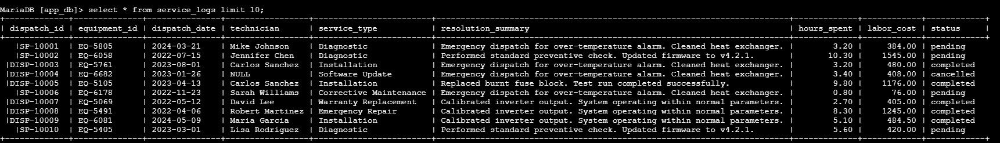 MariaDB [app_db]> select * from service_logs limit 10;
+-------------+--------------+---------------+-----------------+------------------------+--------------------------------------------------------------------------+-------------+------------+-----------+
| dispatch_id | equipment_id | dispatch_date | technician      | service_type           | resolution_summary                                                       | hours_spent | labor_cost | status    |
+-------------+--------------+---------------+-----------------+------------------------+--------------------------------------------------------------------------+-------------+------------+-----------+
|SP-10001 | EQ-5805 | 2024-03-21 | Mike Johnson | Diagnostic | Emergency dispatch for over-temperature alarm. Cleaned heat exchanger. | 3.20 | 384.00 | pending
|SP-10002 | EQ-6058 | 2022-07-15 | Jennifer Chen | Diagnostic | Performed standard preventive check. Updated firmware to v4.2.1. | 10.30 | 1545.00 | pending
|DISP-10003 | EQ-5761 | 2023-08-01 | Carlos Sanchez | Installation | Emergency dispatch for over-temperature alarm. Cleaned heat exchanger. | 3.20 | 480.00 | completed
|DISP-10004 | EQ-6682 | 2023-01-26 | NULL | Software Update | Emergency dispatch for over-temperature alarm. Cleaned heat exchanger. | 3.40 | 408.00 | cancelled
|DISP-10005 | EQ-5105 | 2023-04-13 | Carlos Sanchez | Installation | Replaced burnt fuse block. Test run completed successfully. | 9.80 | 1176.00 | completed
|SP-10006 | EQ-6178 | 2022-11-23 | Sarah Williams | Corrective Maintenance | Emergency dispatch for over-temperature alarm. Cleaned heat exchanger. | 0.80 | 76.00 | pending
|DISP-10007 | EQ-5069 | 2022-05-12 | David Lee | Warranty Replacement | Calibrated inverter output. System operating within normal parameters. | 2.70 | 405.00 | completed
|DISP-10008 | EQ-5491 | 2022-04-06 | Robert Martinez | Emergency Repair | Calibrated inverter output. System operating within normal parameters. | 8.30 | 1245.00 | completed
|DISP-10009 | EQ-6081 | 2024-05-09 | Maria Garcia | Installation | Calibrated inverter output. System operating within normal parameters. | 5.10 | 484.50 | completed
|SP-10010 | EQ-5405 | 2023-03-01 | Lisa Rodriguez | Diagnostic | Performed standard preventive check. Updated firmware to v4.2.1. | 5.60 | 420.00 | pending
+-------------+--------------+---------------+-----------------+------------------------+--------------------------------------------------------------------------+-------------+------------+-----------+